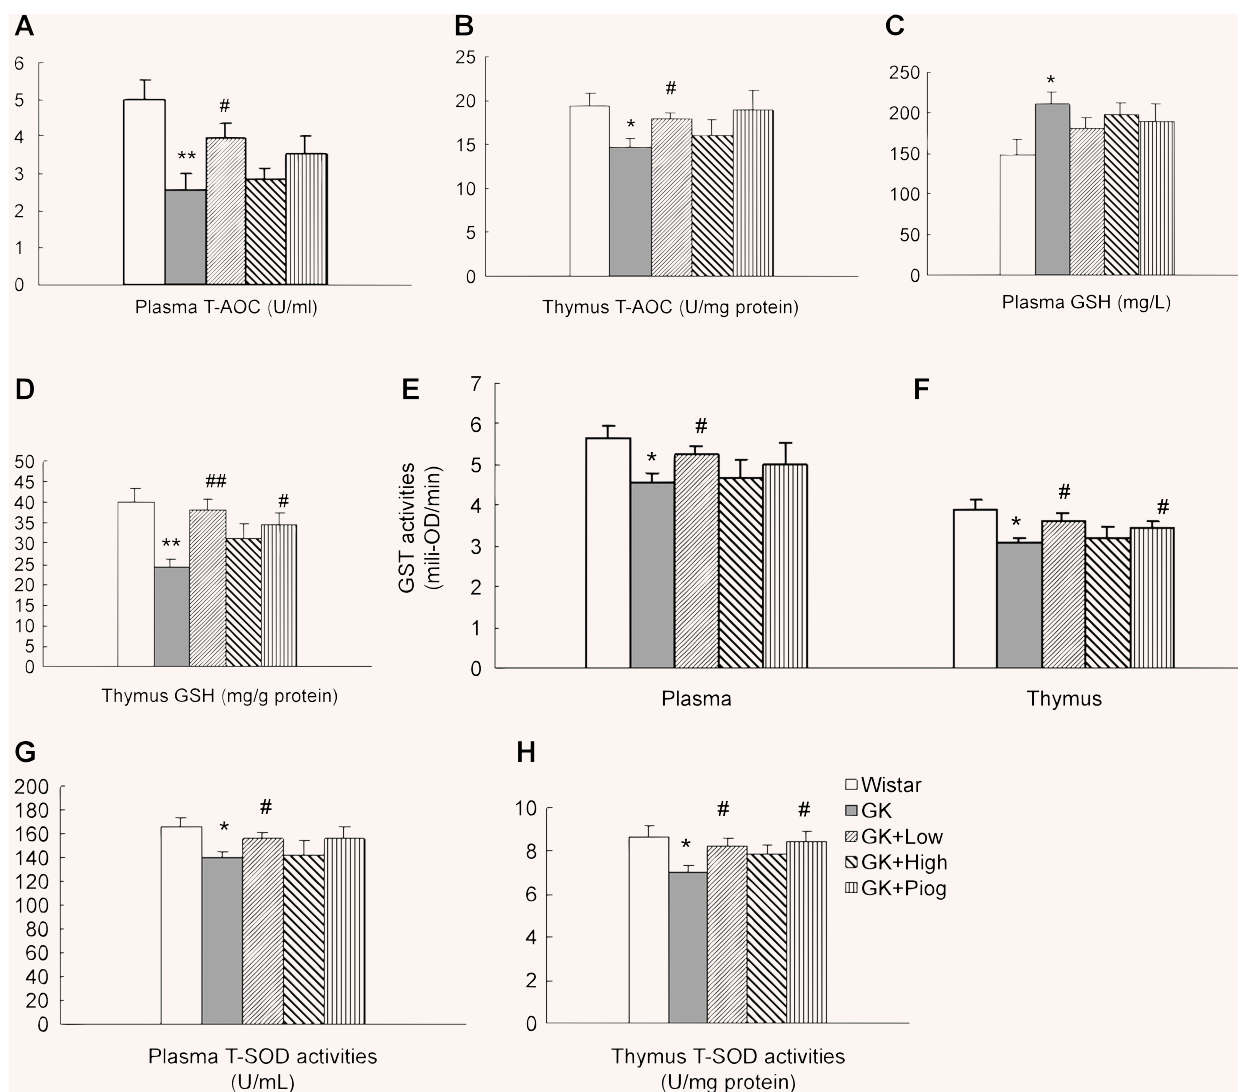 A
6
5
4
3
2
1
0
**
#
Plasma T-AOC (U/ml)
B
25
20
15
10
5
0
*
#
Thymus T-AOC (U/mg protein)
C
250
200
150
100
50
0
*
Plasma GSH (mg/L)
D
50
45
40
35
30
25
20
15
10
5
0
**
##
#
Thymus GSH (mg/g protein)
E
GST activities
(mili-OD/min)
7
6
5
4
3
2
1
0
*
#
Plasma
F
*
#
#
Thymus
G
200
180
160
140
120
100
80
60
40
20
0
*
#
Plasma T-SOD activities
(U/mL)
H
10
8
6
4
2
0
*
#
#
Thymus T-SOD activities
(U/mg protein)
Wistar
GK
GK+Low
GK+High
GK+Piog